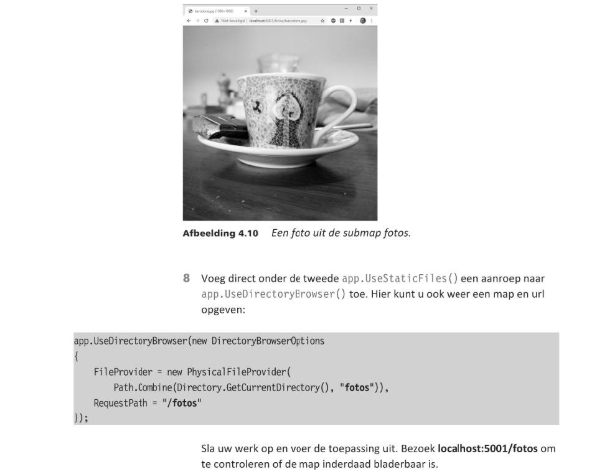 Afbeelding 4.10 Een foto uit de submap fotos.
8 Voeg direct onder de tweede app.UseStaticFiles() een aanroep naar
app.UseDirectoryBrowser() toe. Hier kunt u ook weer een map en url
opgeven:
app.UseDirectoryBrowser(new DirectoryBrowserOptions
{
FileProvider = new PhysicalFileProvider(
Path.Combine(Directory.GetCurrentDirectory(), "fotos")),
RequestPath = "/fotos"
});
Sla uw werk op en voer de toepassing uit. Bezoek localhost:5001/fotos om
te controleren of de map inderdaad bladerbaar is.